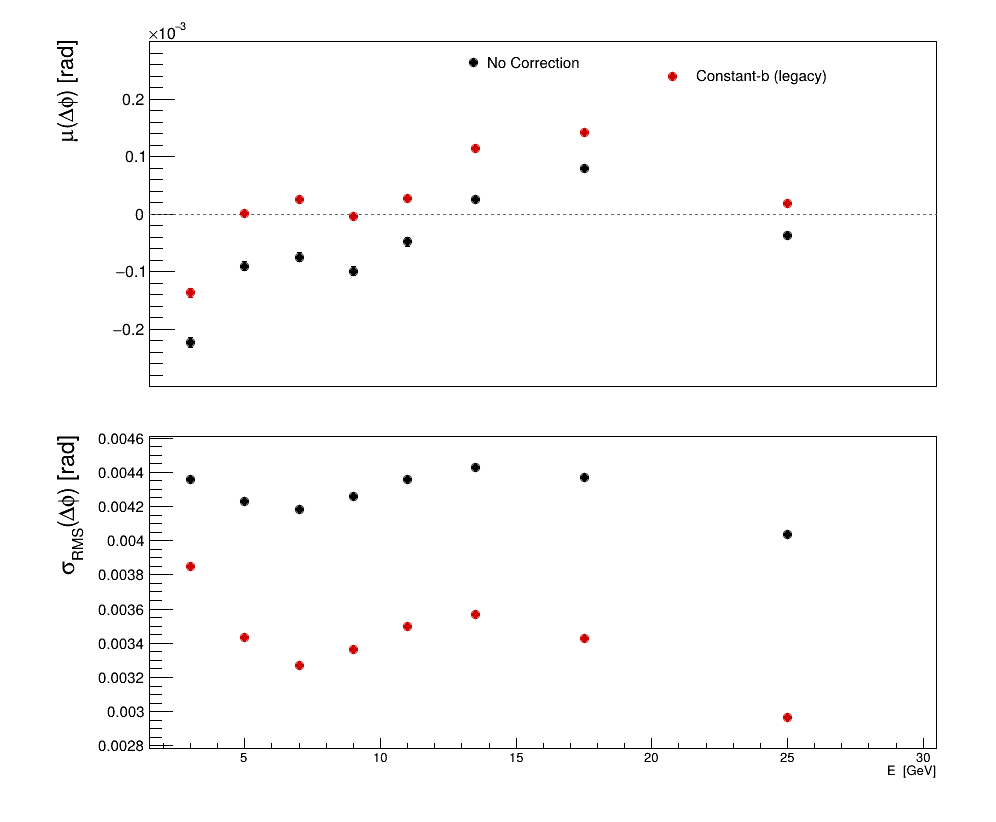 ×10⁻³
μ(Δϕ) [rad]
No Correction
Constant-b (legacy)
0.2
0.1
0
−0.1
−0.2
σRMS(Δϕ) [rad]
0.0046
0.0044
0.0042
0.004
0.0038
0.0036
0.0034
0.0032
0.003
0.0028
5 10 15 20 25 30
E [GeV]